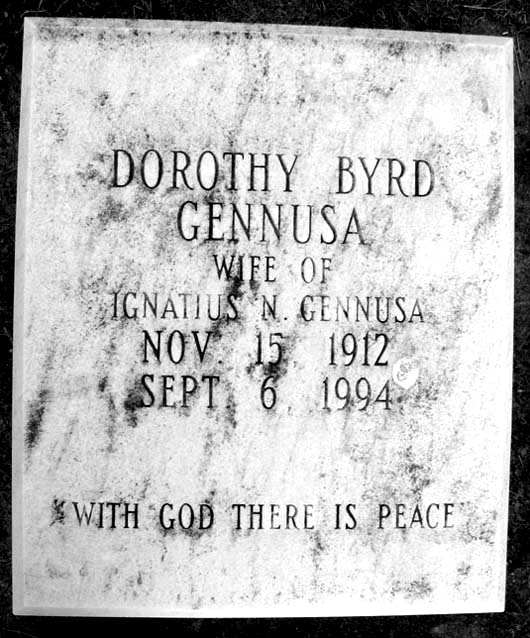 DOROTHY BYRD
GENNUSA
WIFE OF
IGNATIUS N. GENNUSA
NOV. 15 1912
SEPT. 6 1994
"WITH GOD THERE IS PEACE"